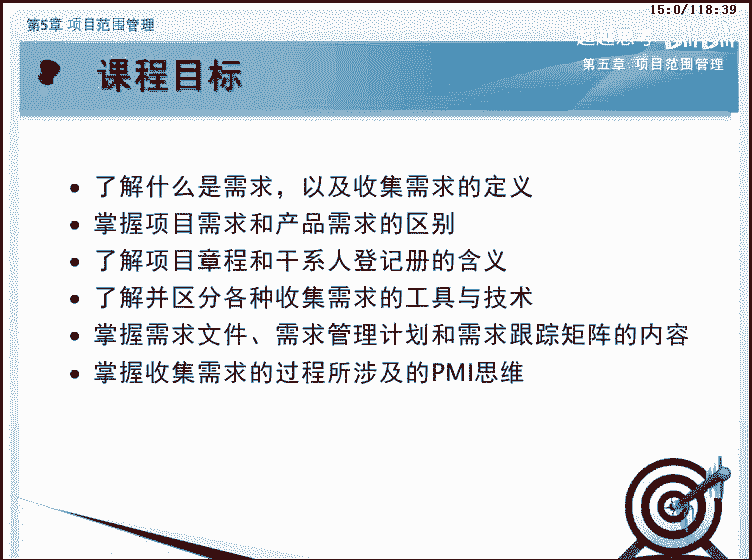 15:0/118:39
第5章 项目范围管理
课程目标
第五章 项目范围管理
了解什么是需求，以及收集需求的定义
掌握项目需求和产品需求的区别
了解项目章程和干系人登记册的含义
了解并区分各种收集需求的工具与技术
掌握需求文件、需求管理计划和需求跟踪矩阵的内容
掌握收集需求的过程所涉及的PMI思维